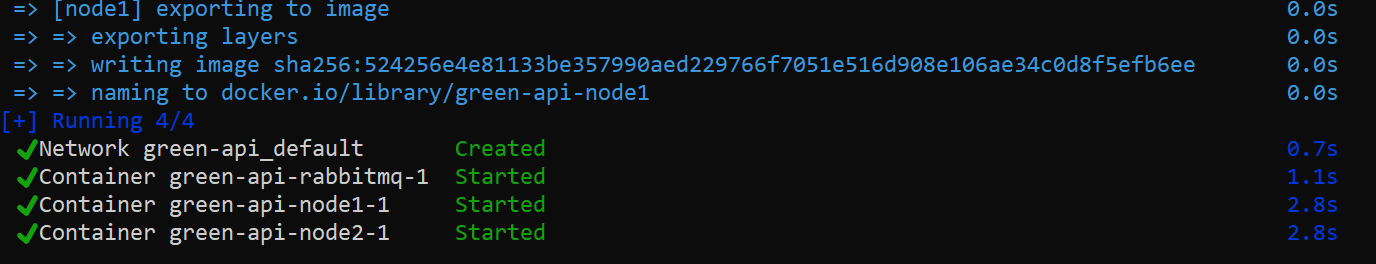 => [node1] exporting to image 0.0s
=> => exporting layers 0.0s
=> => writing image sha256:524256e4e81133be357990aed229766f7051e516d908e106ae34c0d8f5efb6ee 0.0s
=> => naming to docker.io/library/green-api-node1 0.0s
[+] Running 4/4
✔Network green-api_default Created 0.7s
✔Container green-api-rabbitmq-1 Started 1.1s
✔Container green-api-node1-1 Started 2.8s
✔Container green-api-node2-1 Started 2.8s